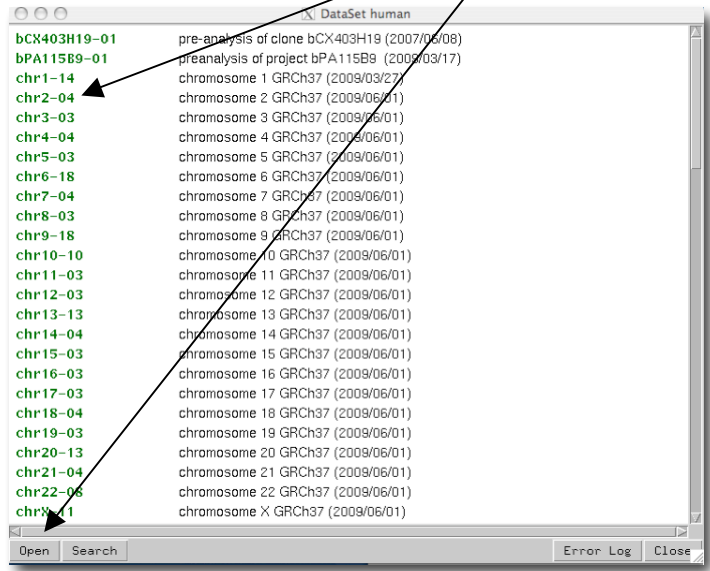 DataSet human
bCX403H19-01 pre-analysis of clone bCX403H19 (2007/06/08)
bPA115B9-01 preanalysis of project bPA115B9 (2009/03/17)
chr1-14 chromosome 1 GRCh37 (2009/03/27)
chr2-04 chromosome 2 GRCh37 (2009/06/01)
chr3-03 chromosome 3 GRCh37 (2009/06/01)
chr4-04 chromosome 4 GRCh37 (2009/06/01)
chr5-03 chromosome 5 GRCh37 (2009/06/01)
chr6-18 chromosome 6 GRCh37 (2009/06/01)
chr7-04 chromosome 7 GRCh37 (2009/06/01)
chr8-03 chromosome 8 GRCh37 (2009/06/01)
chr9-18 chromosome 9 GRCh37 (2009/06/01)
chr10-10 chromosome 10 GRCh37 (2009/06/01)
chr11-03 chromosome 11 GRCh37 (2009/06/01)
chr12-03 chromosome 12 GRCh37 (2009/06/01)
chr13-13 chromosome 13 GRCh37 (2009/06/01)
chr14-04 chromosome 14 GRCh37 (2009/06/01)
chr15-03 chromosome 15 GRCh37 (2009/06/01)
chr16-03 chromosome 16 GRCh37 (2009/06/01)
chr17-03 chromosome 17 GRCh37 (2009/06/01)
chr18-04 chromosome 18 GRCh37 (2009/06/01)
chr19-03 chromosome 19 GRCh37 (2009/06/01)
chr20-13 chromosome 20 GRCh37 (2009/06/01)
chr21-04 chromosome 21 GRCh37 (2009/06/01)
chr22-08 chromosome 22 GRCh37 (2009/06/01)
chrX-11 chromosome X GRCh37 (2009/06/01)
Open Search Error Log Close